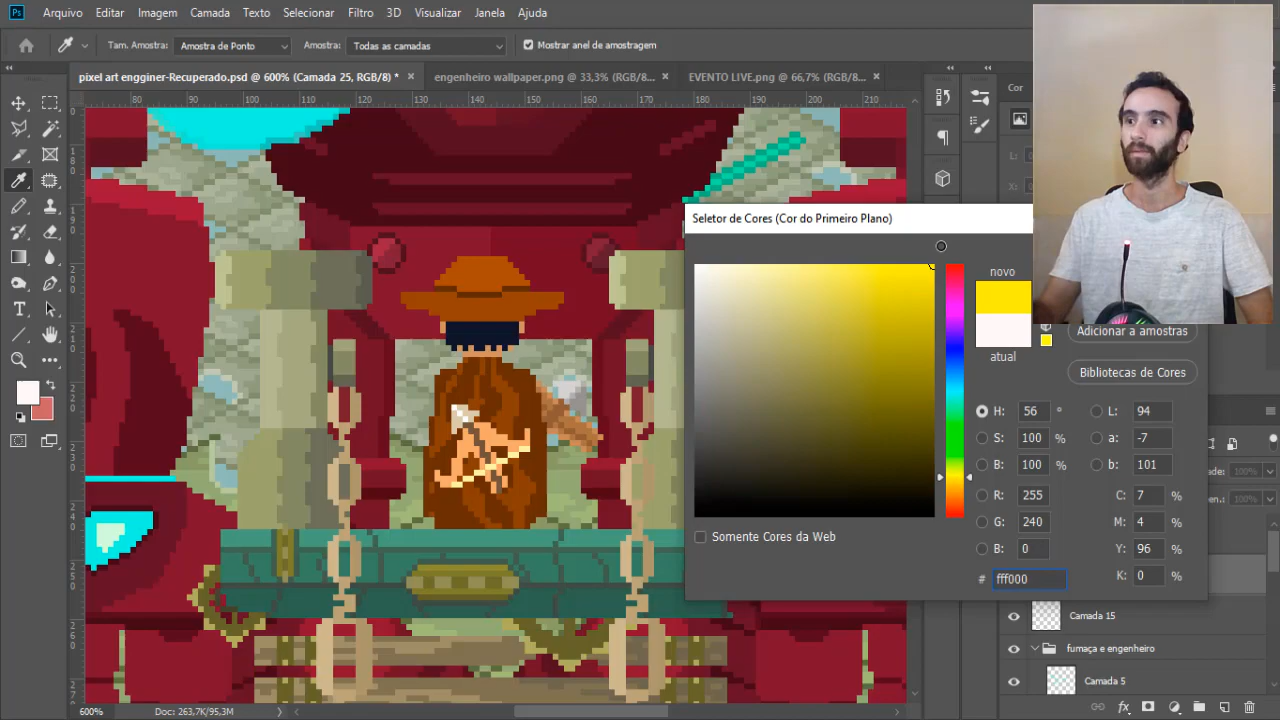 Ps Arquivo Editar Imagem Camada Texto Selecionar Filtro 3D Visualizar Janela Ajuda
Tam. Amostra: Amostra de Ponto Amostra: Todas as camadas Mostrar anel de amostragem
pixel art engginer-Recuperado.psd @ 600% (Camada 25, RGB/8) * × engenheiro wallpaper.png @ 33,3% (RGB/8... × EVENTO LIVE.png @ 66,7% (RGB/8... ×
Cor
80 90 100 110 120 130 140 150 160 170 180 190 200 210
L:
Seletor de Cores (Cor do Primeiro Plano)
novo
atual
Adicionar a amostras
Bibliotecas de Cores
H: 56 ° L: 94
S: 100 % a: -7
B: 100 % b: 101
R: 255 C: 7 %
G: 240 M: 4 %
B: 0 Y: 96 %
# fff000 K: 0 %
Somente Cores da Web
Camada 15
fumaça e engenheiro
Camada 5
600% Doc: 263,7K/95,3M